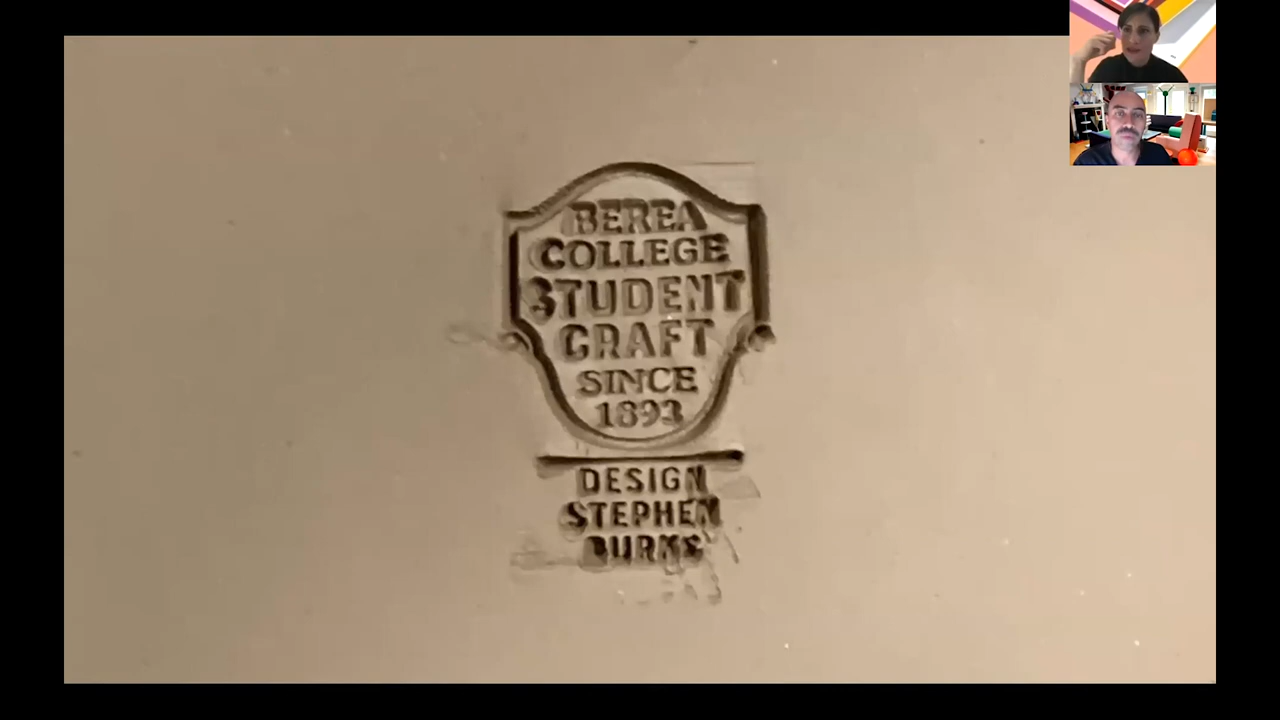 BEREA
COLLEGE
STUDENT
CRAFT
SINCE
1893
DESIGN
STEPHEN
BURKS